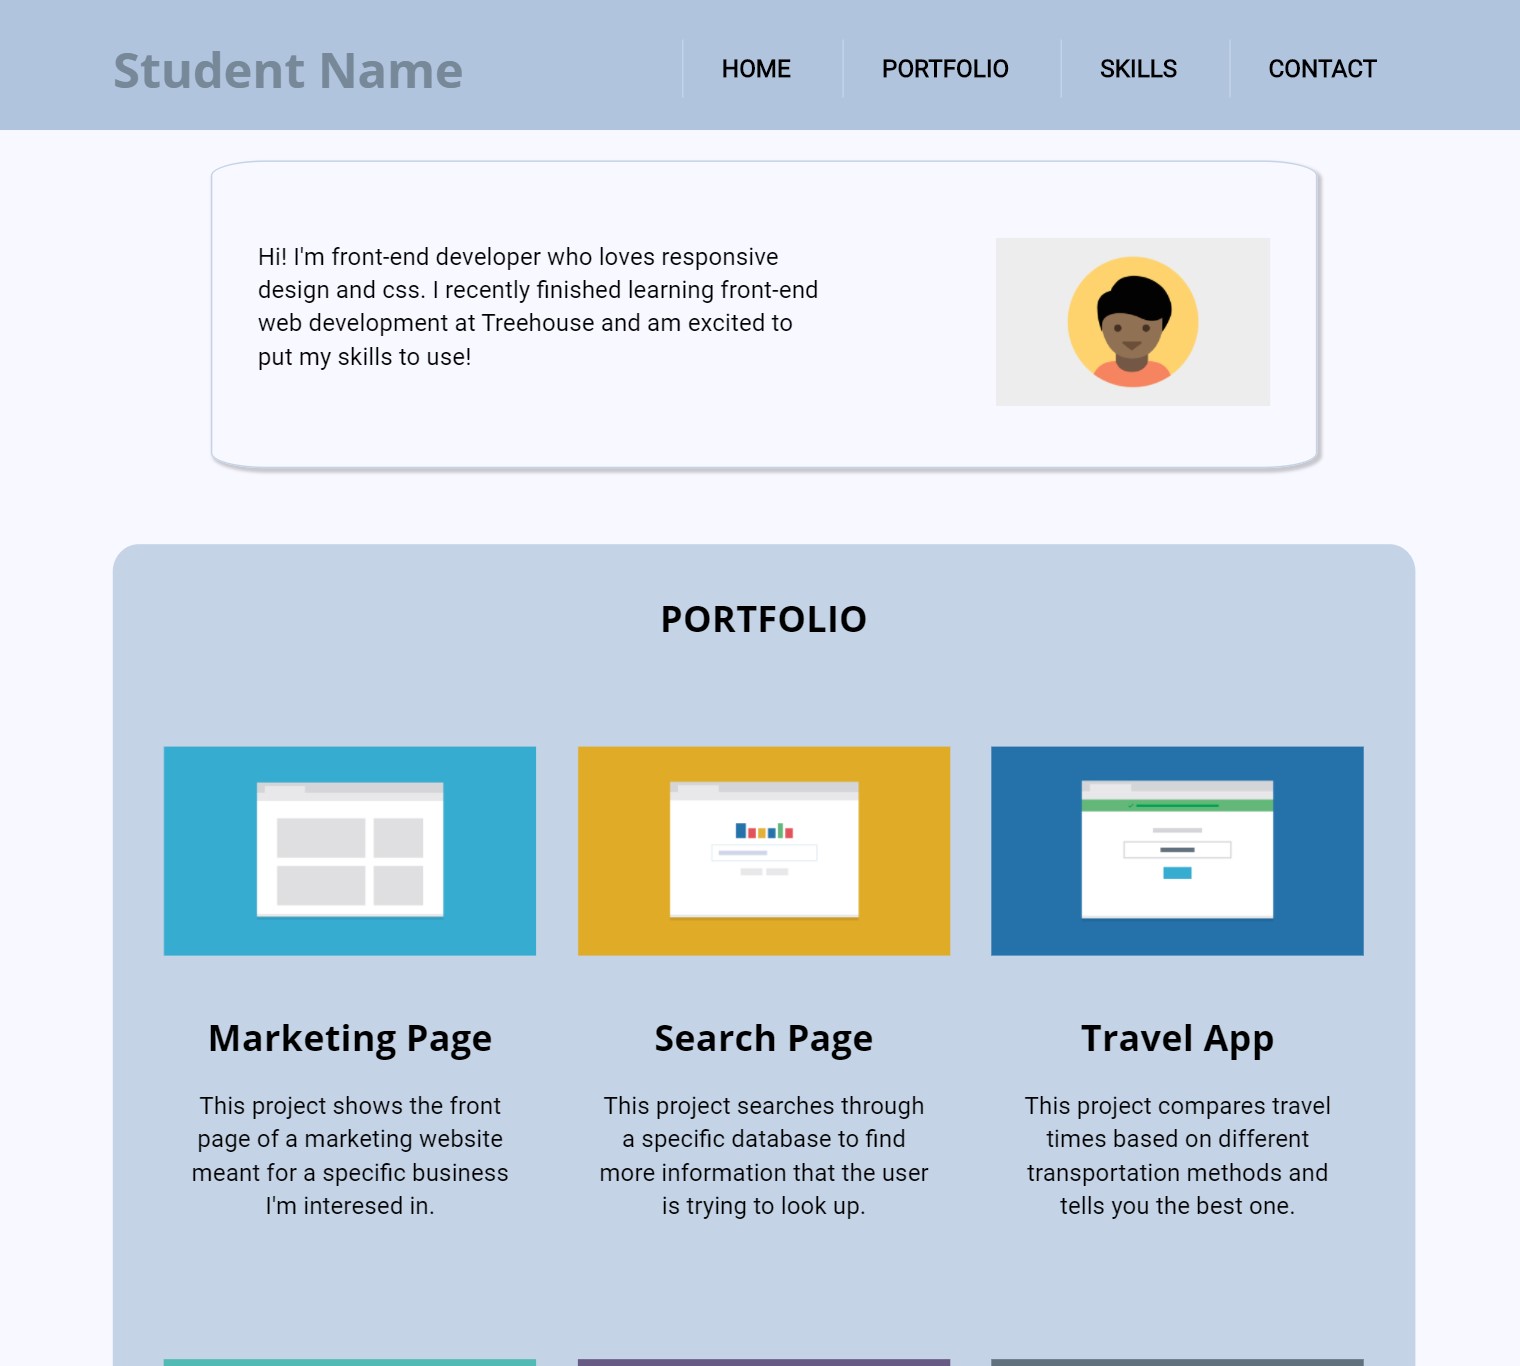 Student Name
HOME
PORTFOLIO
SKILLS
CONTACT
Hi! I'm front-end developer who loves responsive
design and css. I recently finished learning front-end
web development at Treehouse and am excited to
put my skills to use!
PORTFOLIO
Marketing Page
This project shows the front
page of a marketing website
meant for a specific business
I'm interesed in.
Search Page
This project searches through
a specific database to find
more information that the user
is trying to look up.
Travel App
This project compares travel
times based on different
transportation methods and
tells you the best one.